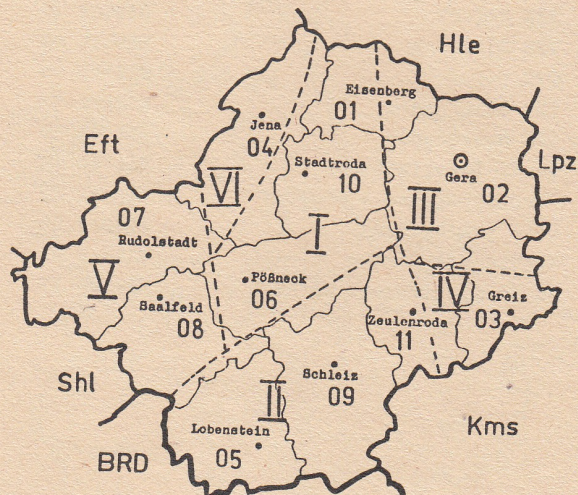 Hle
Eisenberg
01
Jena
04
Eft
Stadtroda
10
Gera
02
Lpz
VI
III
07
Rudolstadt
I
V
Pößneck
06
Saalfeld
08
IV
Greiz
03
Zeulenroda
11
Shl
Schleiz
09
II
Lobenstein
05
Kms
BRD